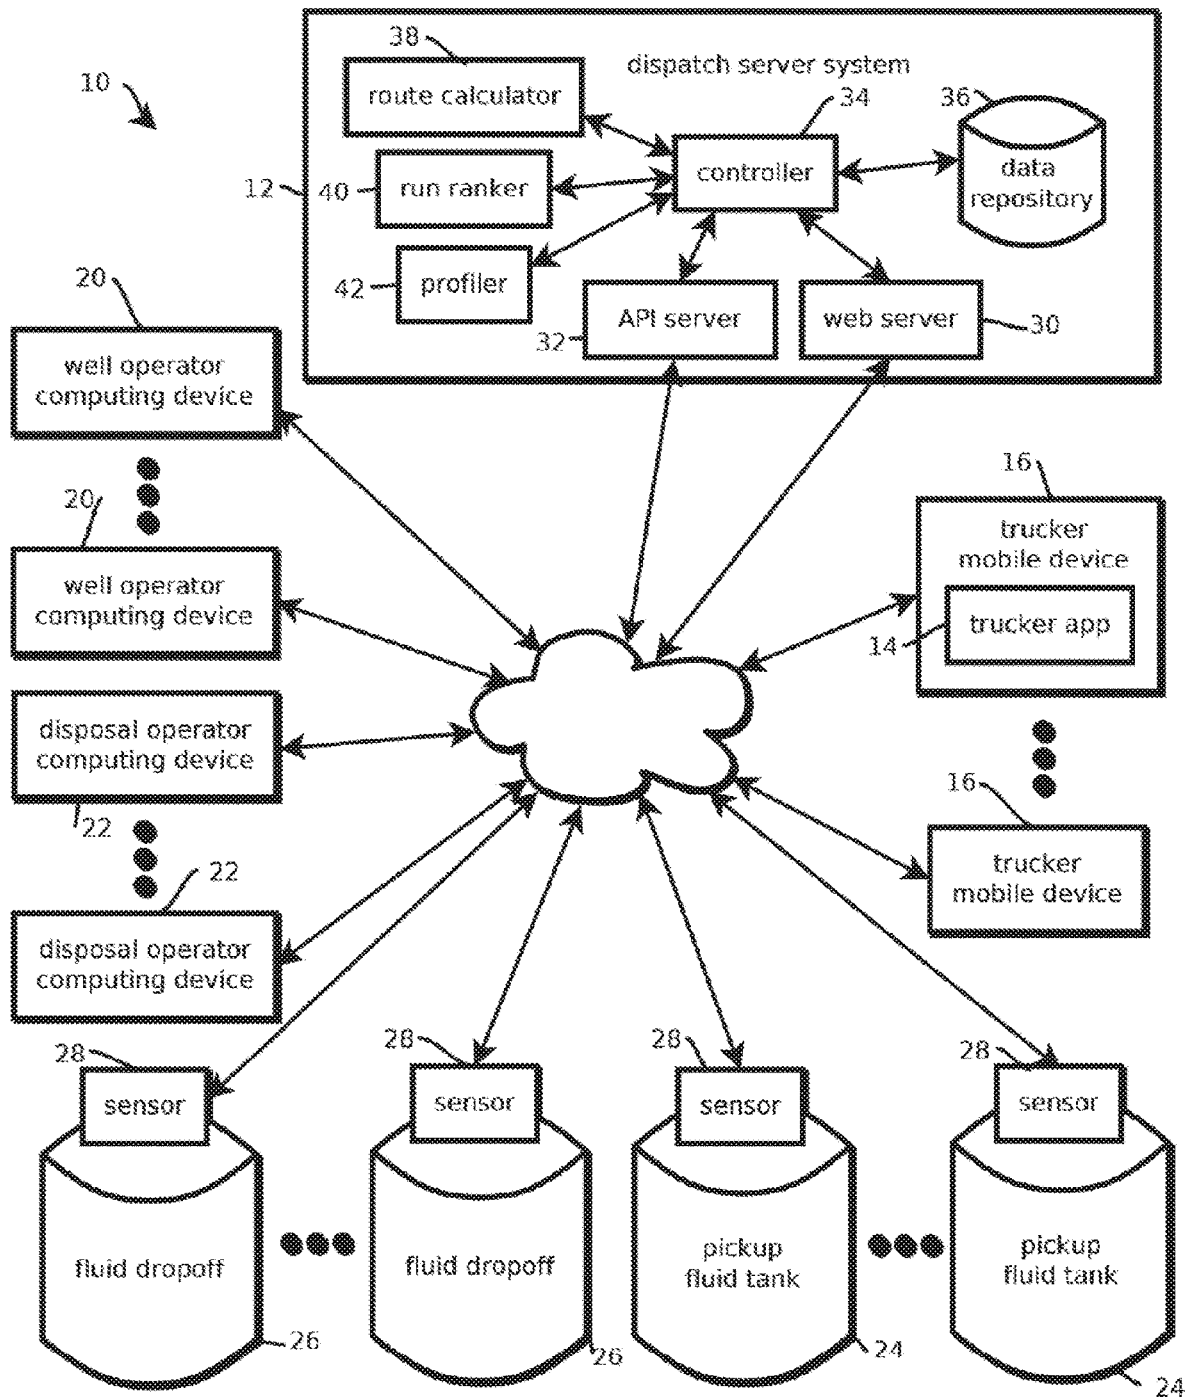 10
dispatch server system
38
route calculator
34
36
controller
data
repository
12
40
run ranker
42
profiler
32
API server
web server
30
20
well operator
computing device
20
well operator
computing device
16
trucker
mobile device
14
trucker app
disposal operator
computing device
22
16
trucker
mobile device
22
disposal operator
computing device
28
sensor
28
sensor
28
sensor
28
sensor
fluid dropoff
26
fluid dropoff
26
pickup
fluid tank
24
pickup
fluid tank
24